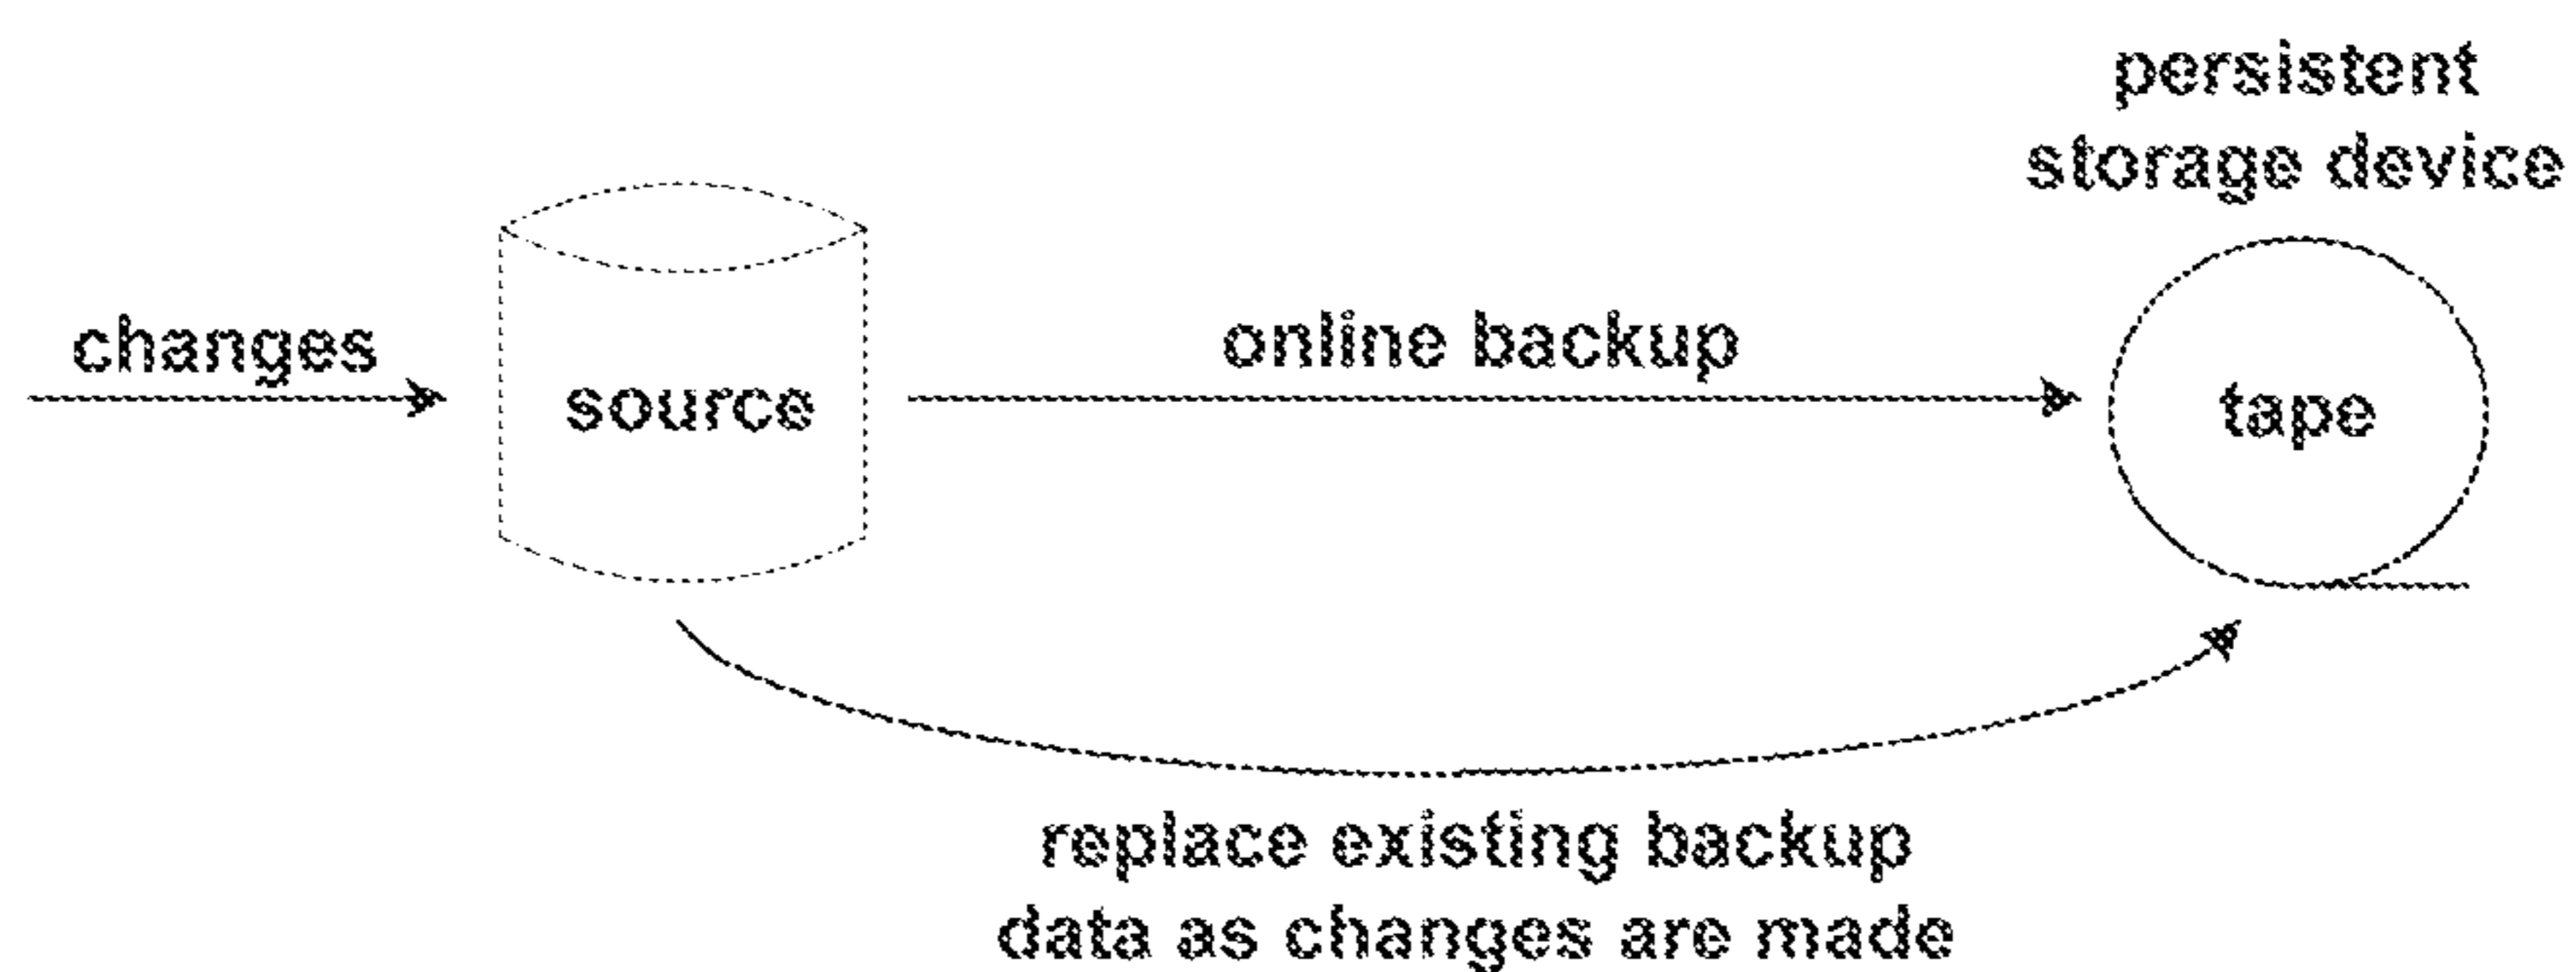 persistent
storage device
changes
source
online backup
tape
replace existing backup
data as changes are made